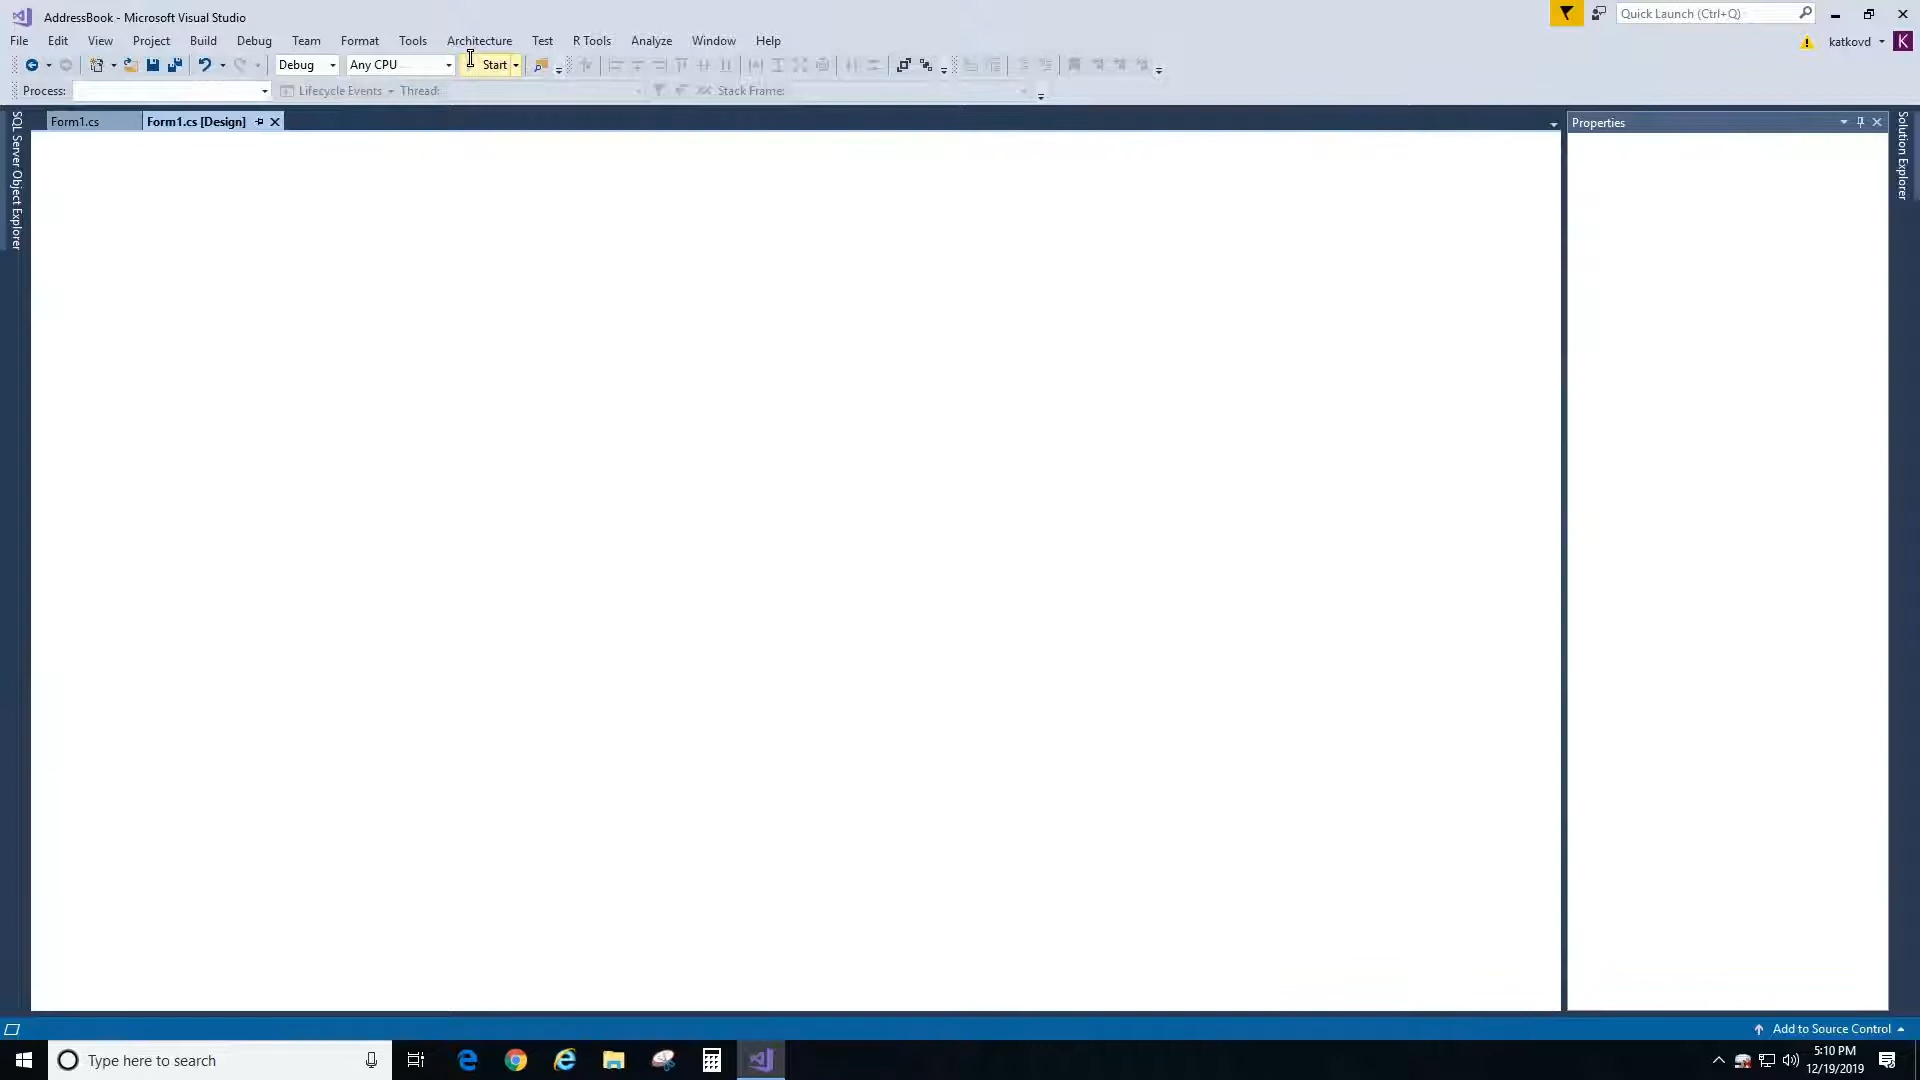 AddressBook - Microsoft Visual Studio
Quick Launch (Ctrl+Q)
File Edit View Project Build Debug Team Format Tools Architecture Test R Tools Analyze Window Help
katkovd K
Debug Any CPU Start
Process: Lifecycle Events Thread: Stack Frame:
Form1.cs Form1.cs [Design]
Properties
SQL Server Object Explorer
Solution Explorer
Add to Source Control
Type here to search
5:10 PM
12/19/2019